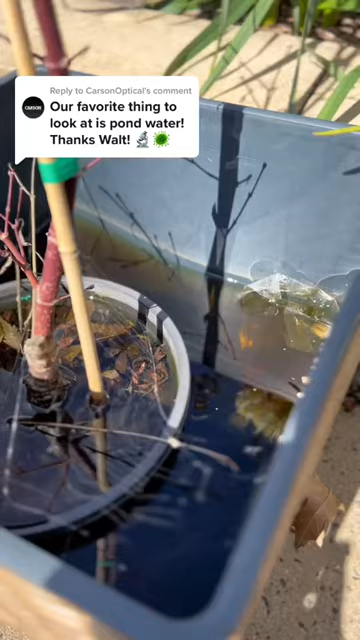 Reply to CarsonOptical's comment
CARSON
Our favorite thing to
look at is pond water!
Thanks Walt! 🔬🦠